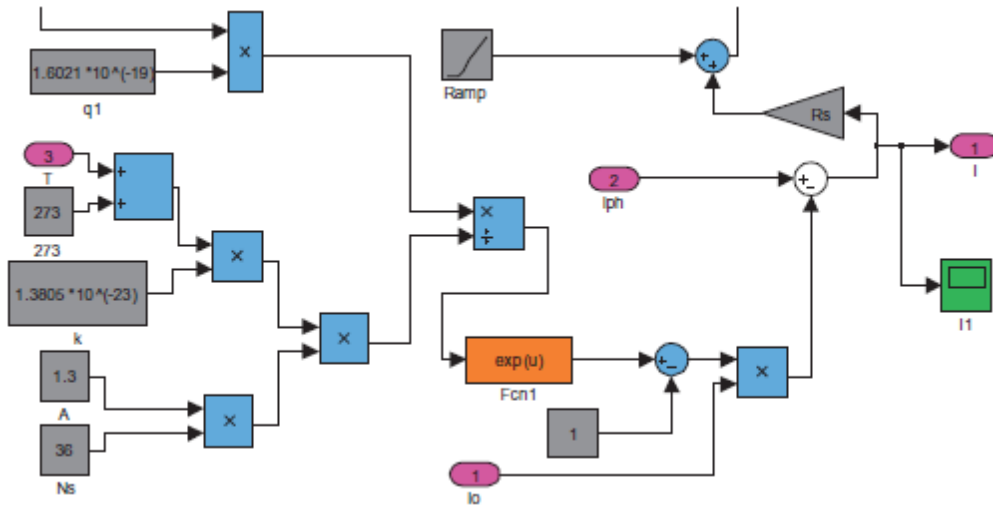 ×
1.6021 *10^(-19)
q1
3
T
+
+
273
273
×
1.3805 *10^(-23)
k
1.3
A
×
36
Ns
×
×
÷
exp(u)
Fcn1
1
+
−
×
1
Io
Ramp
+
+
Rs
2
Iph
+
−
1
I
I1